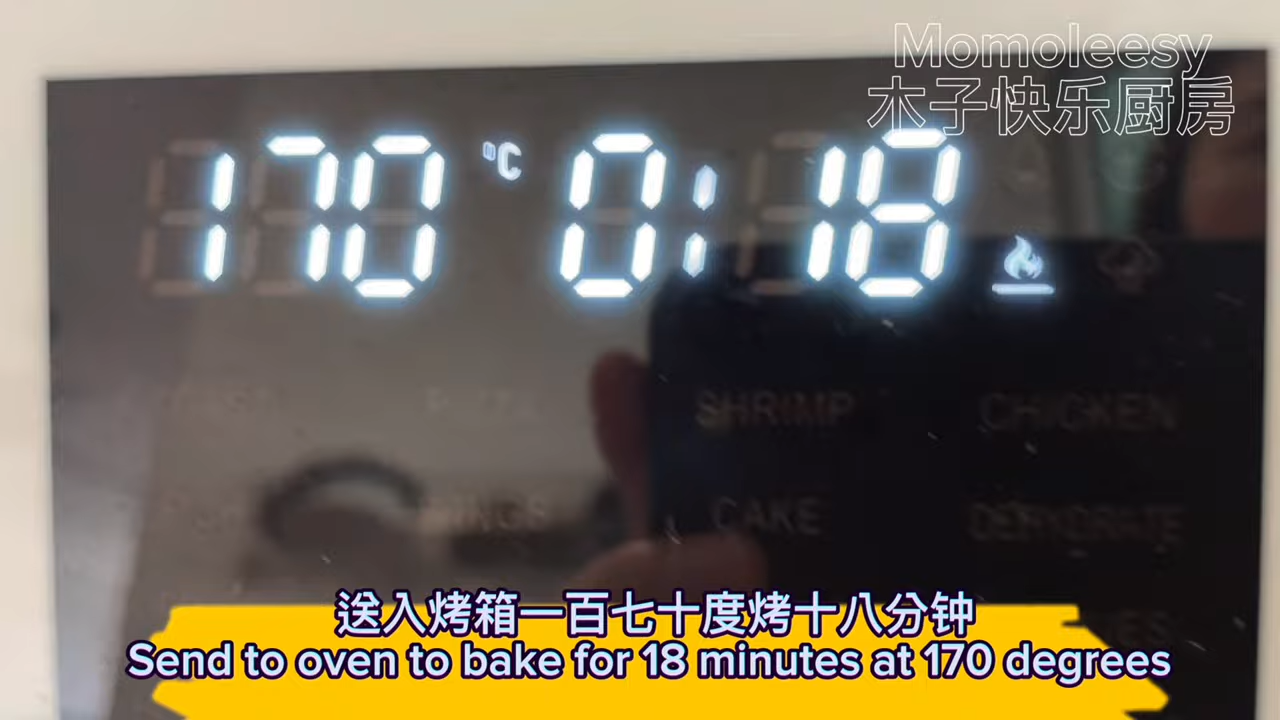 Momoleesy
木子快乐厨房
170 °C 0:18
SHRIMP CHICKEN
WINGS CAKE DEHYDRATE
送入烤箱一百七十度烤十八分钟
Send to oven to bake for 18 minutes at 170 degrees